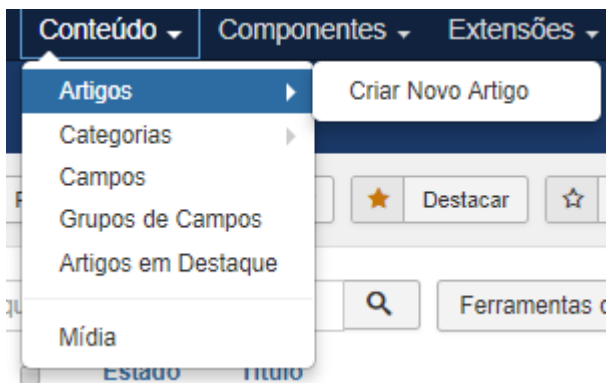 Conteúdo Componentes Extensões
Artigos Criar Novo Artigo
Categorias
Campos
Grupos de Campos
Destacar
Artigos em Destaque
Ferramentas
Mídia
Estado Título